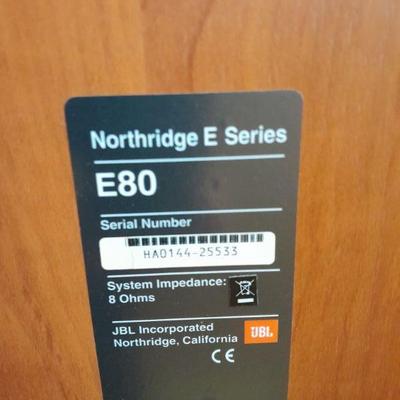 Northridge E Series
E80
Serial Number
HA0144-25533
System Impedance:
8 Ohms
JBL Incorporated
Northridge, California
JBL
CE